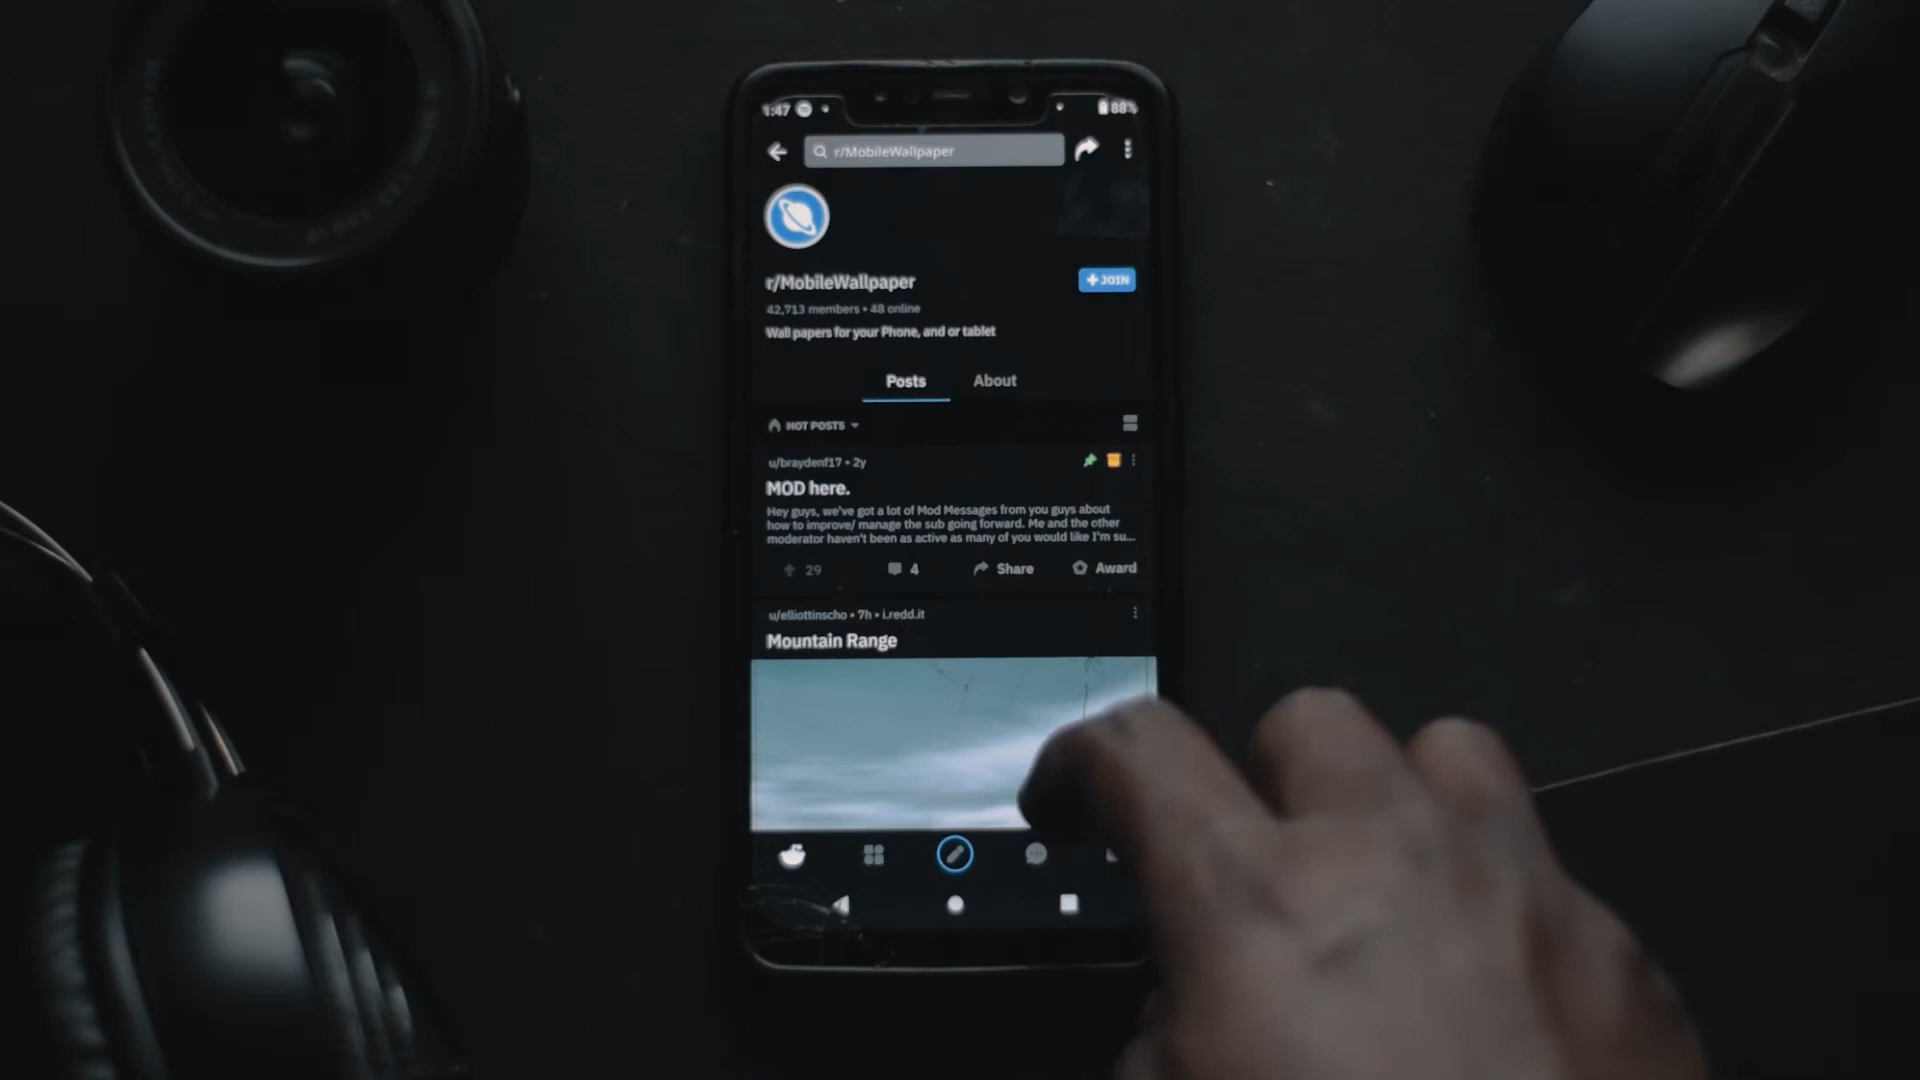 1:47 88%
r/MobileWallpaper
r/MobileWallpaper
+ JOIN
42,713 members • 48 online
Wall papers for your Phone, and or tablet
Posts About
HOT POSTS
u/braydenf17 • 2y
MOD here.
Hey guys, we've got a lot of Mod Messages from you guys about
how to improve/ manage the sub going forward. Me and the other
moderator haven't been as active as many of you would like I'm su...
29 4 Share Award
u/elliottinscho • 7h • i.redd.it
Mountain Range